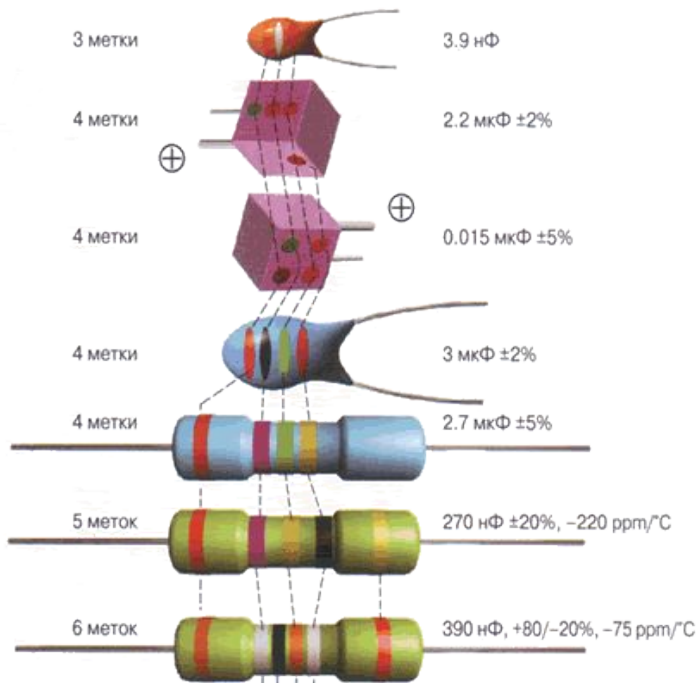 3 метки 3.9 нФ
4 метки 2.2 мкФ ±2%
4 метки 0.015 мкФ ±5%
4 метки 3 мкФ ±2%
4 метки 2.7 мкФ ±5%
5 меток 270 нФ ±20%, −220 ppm/°C
6 меток 390 нФ, +80/−20%, −75 ppm/°C